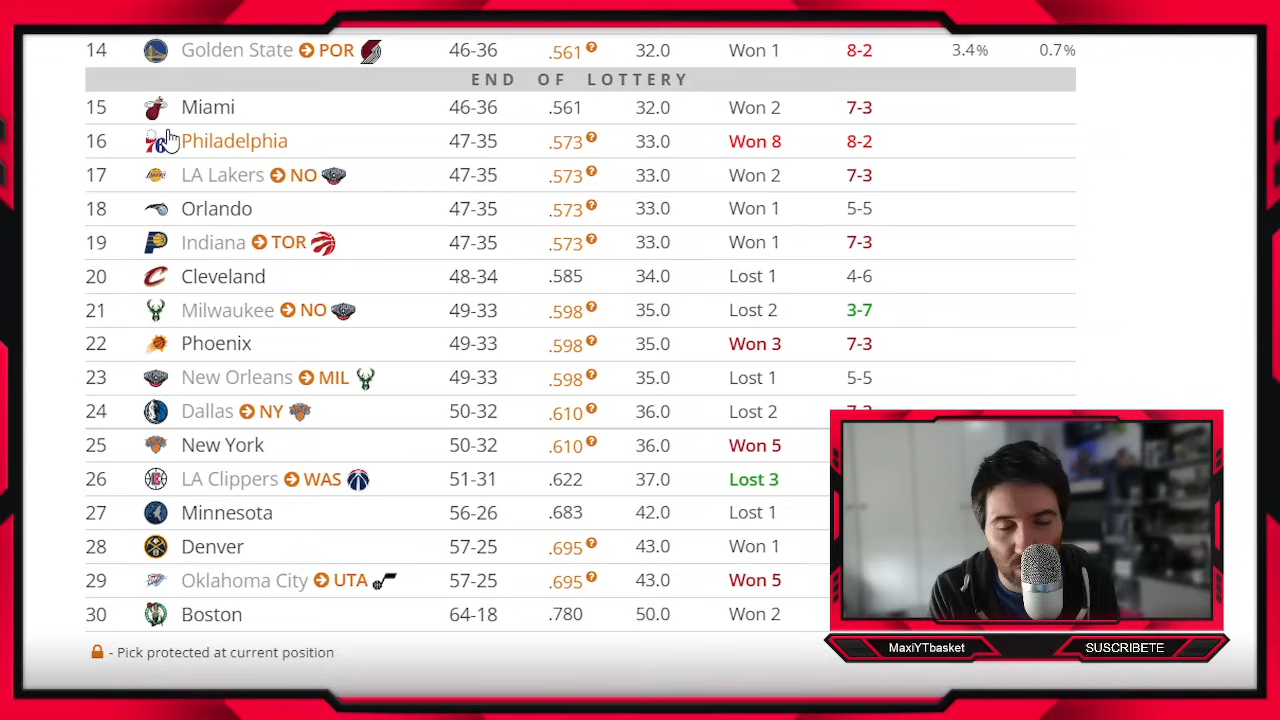 14 Golden State POR 46-36 .561 ? 32.0 Won 1 8-2 3.4% 0.7%
END OF LOTTERY
15 Miami 46-36 .561 32.0 Won 2 7-3
16 76 Philadelphia 47-35 .573 ? 33.0 Won 8 8-2
17 LA Lakers NO 47-35 .573 ? 33.0 Won 2 7-3
18 Orlando 47-35 .573 ? 33.0 Won 1 5-5
19 Indiana TOR 47-35 .573 ? 33.0 Won 1 7-3
20 Cleveland 48-34 .585 34.0 Lost 1 4-6
21 Milwaukee NO 49-33 .598 ? 35.0 Lost 2 3-7
22 Phoenix 49-33 .598 ? 35.0 Won 3 7-3
23 New Orleans MIL 49-33 .598 ? 35.0 Lost 1 5-5
24 Dallas NY 50-32 .610 ? 36.0 Lost 2
25 New York 50-32 .610 ? 36.0 Won 5
26 LA Clippers WAS 51-31 .622 37.0 Lost 3
27 Minnesota 56-26 .683 42.0 Lost 1
28 Denver 57-25 .695 ? 43.0 Won 1
29 Oklahoma City UTA 57-25 .695 ? 43.0 Won 5
30 Boston 64-18 .780 50.0 Won 2
- Pick protected at current position
MaxiYTbasket SUSCRIBETE